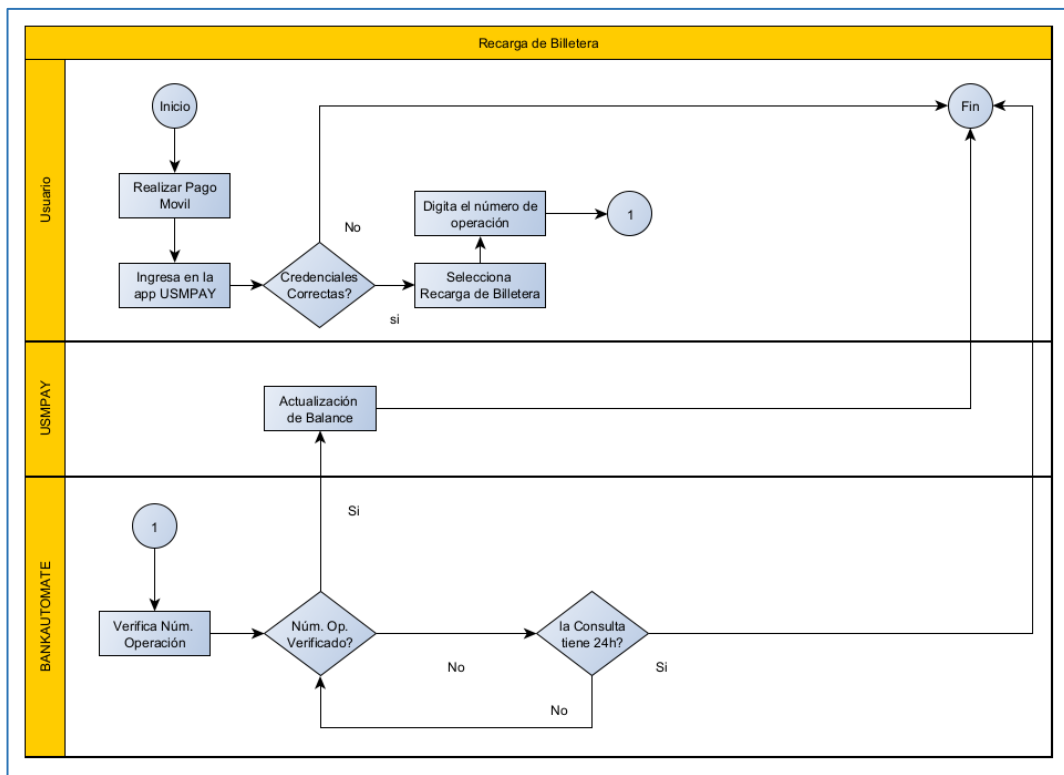 Recarga de Billetera
Usuario
Inicio
Fin
Realizar Pago
Movil
Digita el número de
operación
1
No
Ingresa en la
app USMPAY
Credenciales
Correctas?
Selecciona
Recarga de Billetera
si
USMPAY
Actualización
de Balance
BANKAUTOMATE
Si
1
Verifica Núm.
Operación
Núm. Op.
Verificado?
la Consulta
tiene 24h?
No
Si
No